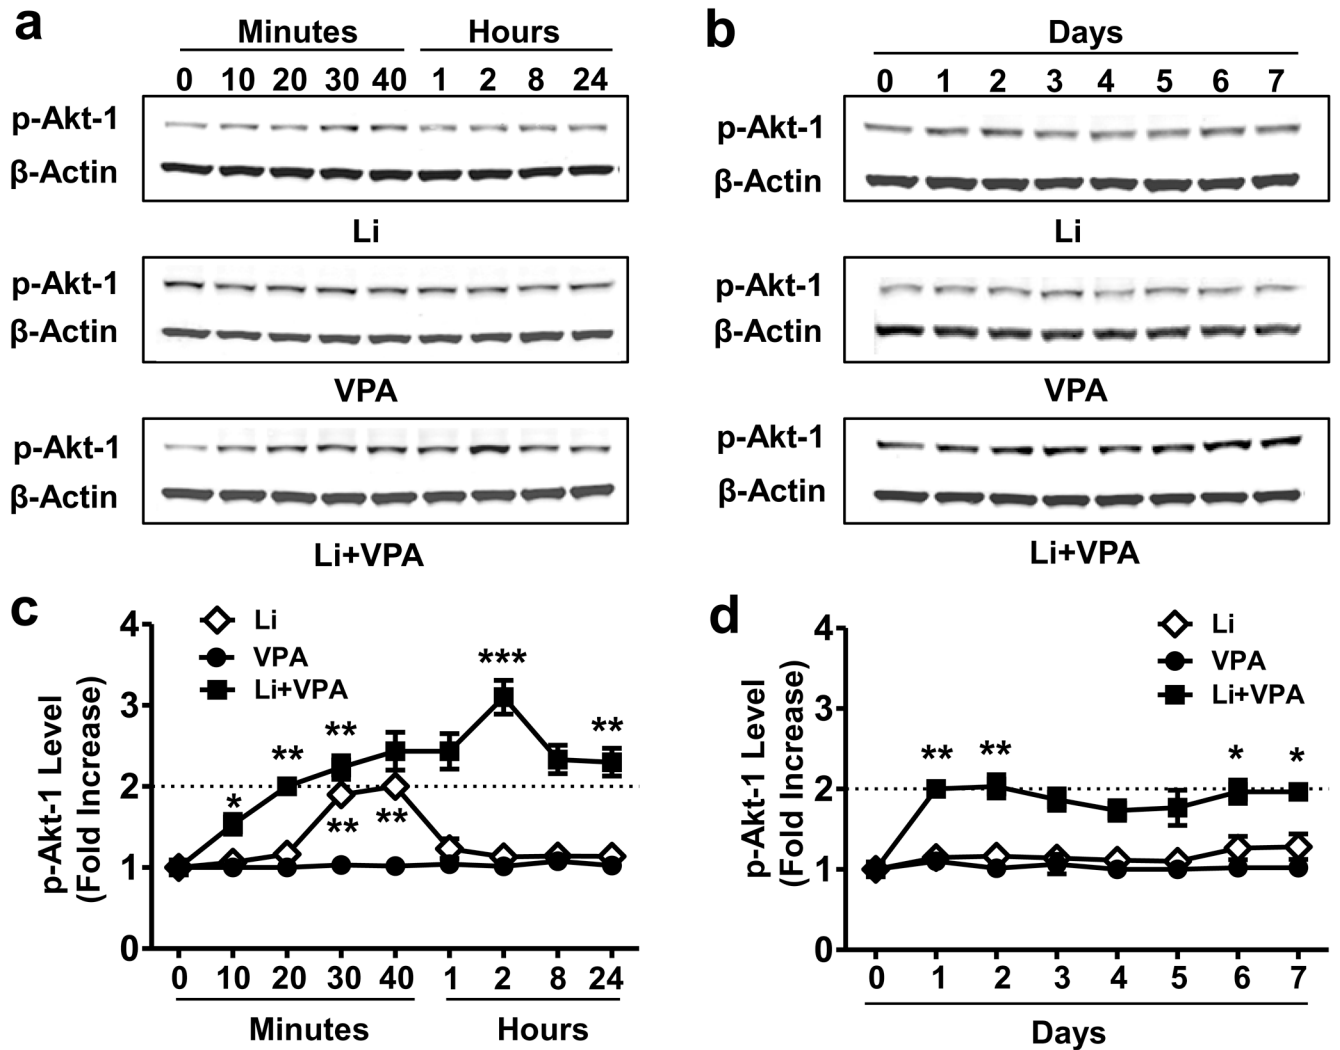 a
Minutes Hours
0 10 20 30 40 1 2 8 24
p-Akt-1
β-Actin
Li
p-Akt-1
β-Actin
VPA
p-Akt-1
β-Actin
Li+VPA
b
Days
0 1 2 3 4 5 6 7
p-Akt-1
β-Actin
Li
p-Akt-1
β-Actin
VPA
p-Akt-1
β-Actin
Li+VPA
c
Li
VPA
Li+VPA
p-Akt-1 Level
(Fold Increase)
4
3
2
1
0
* ** ** *** **
** **
0 10 20 30 40 1 2 8 24
Minutes Hours
d
Li
VPA
Li+VPA
p-Akt-1 Level
(Fold Increase)
4
3
2
1
0
** ** * *
0 1 2 3 4 5 6 7
Days